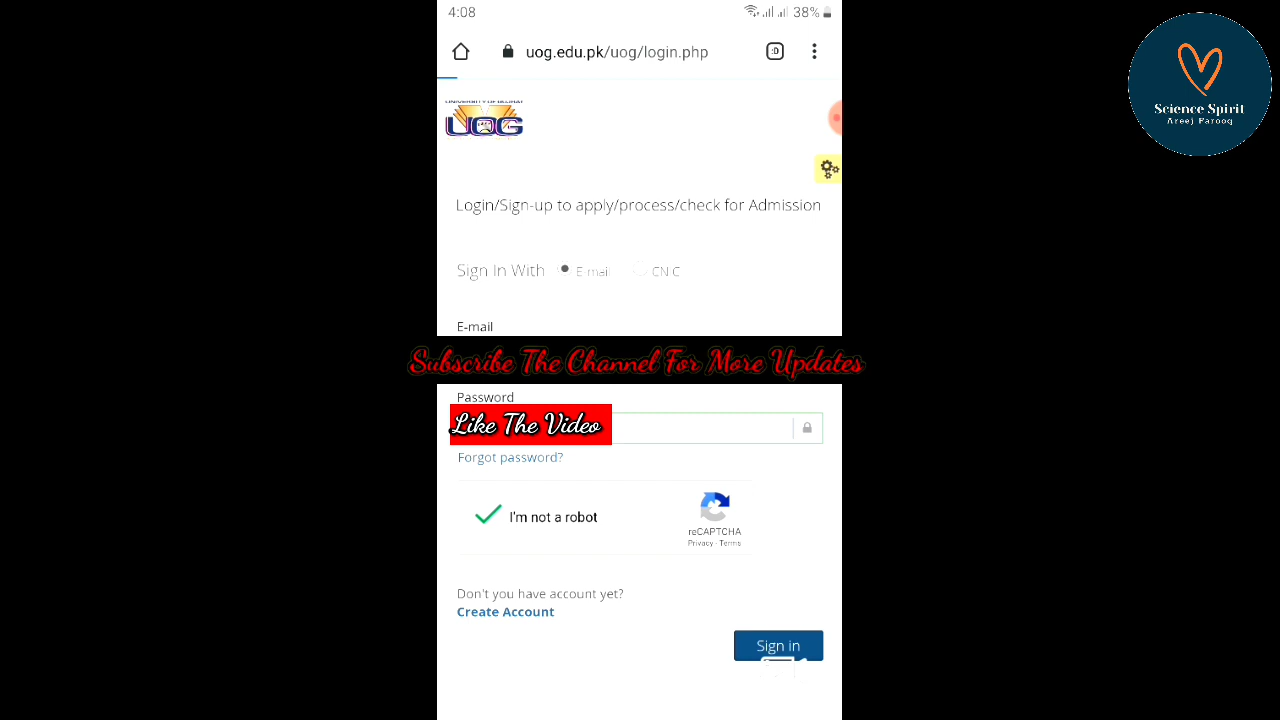 4:08
38%
uog.edu.pk/uog/login.php
:D
UOG
Science Spirit
Areej Farooq
Login/Sign-up to apply/process/check for Admission
Sign In With E-mail CNIC
E-mail
Subscribe The Channel For More Updates
Password
Like The Video
Forgot password?
I'm not a robot
reCAPTCHA
Privacy - Terms
Don't you have account yet?
Create Account
Sign in